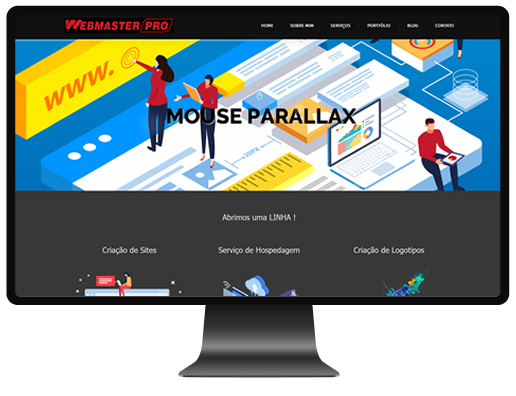 WEBMASTER PRO
HOME SOBRE MIM SERVIÇOS PORTFÓLIO BLOG CONTATO
WWW.
MOUSE PARALLAX
Abrimos uma LINHA !
Criação de Sites Serviço de Hospedagem Criação de Logotipos